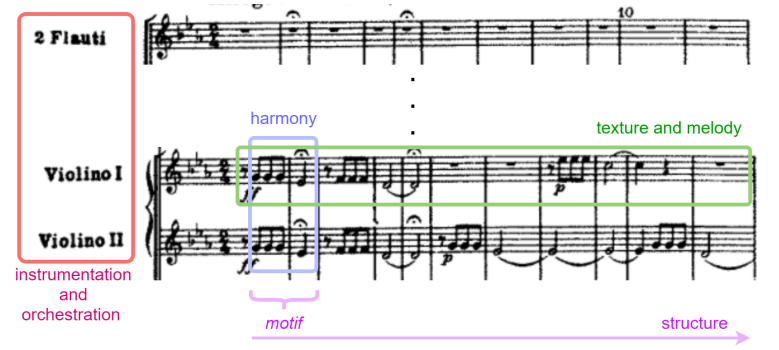 2 Flauti
10
harmony
texture and melody
Violino I
ff
p
Violino II
ff
p
instrumentation
and
orchestration
motif
structure